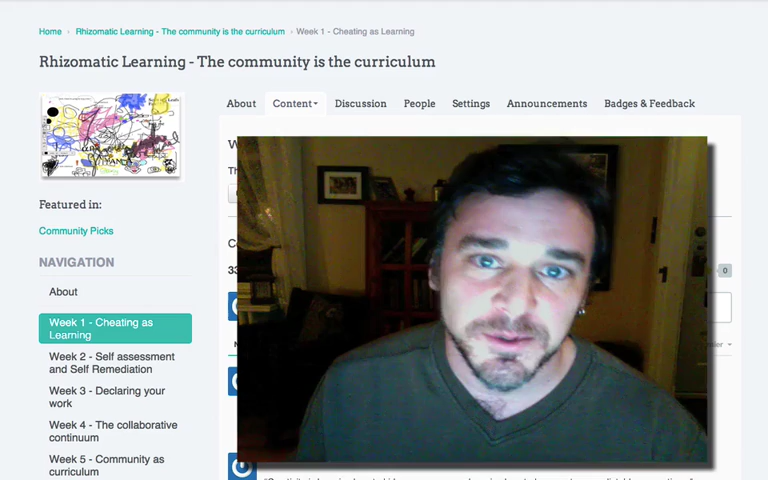 Home › Rhizomatic Learning - The community is the curriculum › Week 1 - Cheating as Learning
Rhizomatic Learning - The community is the curriculum
About Content Discussion People Settings Announcements Badges & Feedback
Featured in:
Community Picks
NAVIGATION
About
Week 1 - Cheating as
Learning
Week 2 - Self assessment
and Self Remediation
Week 3 - Declaring your
work
Week 4 - The collaborative
continuum
Week 5 - Community as
curriculum
W
Th
C
33
0